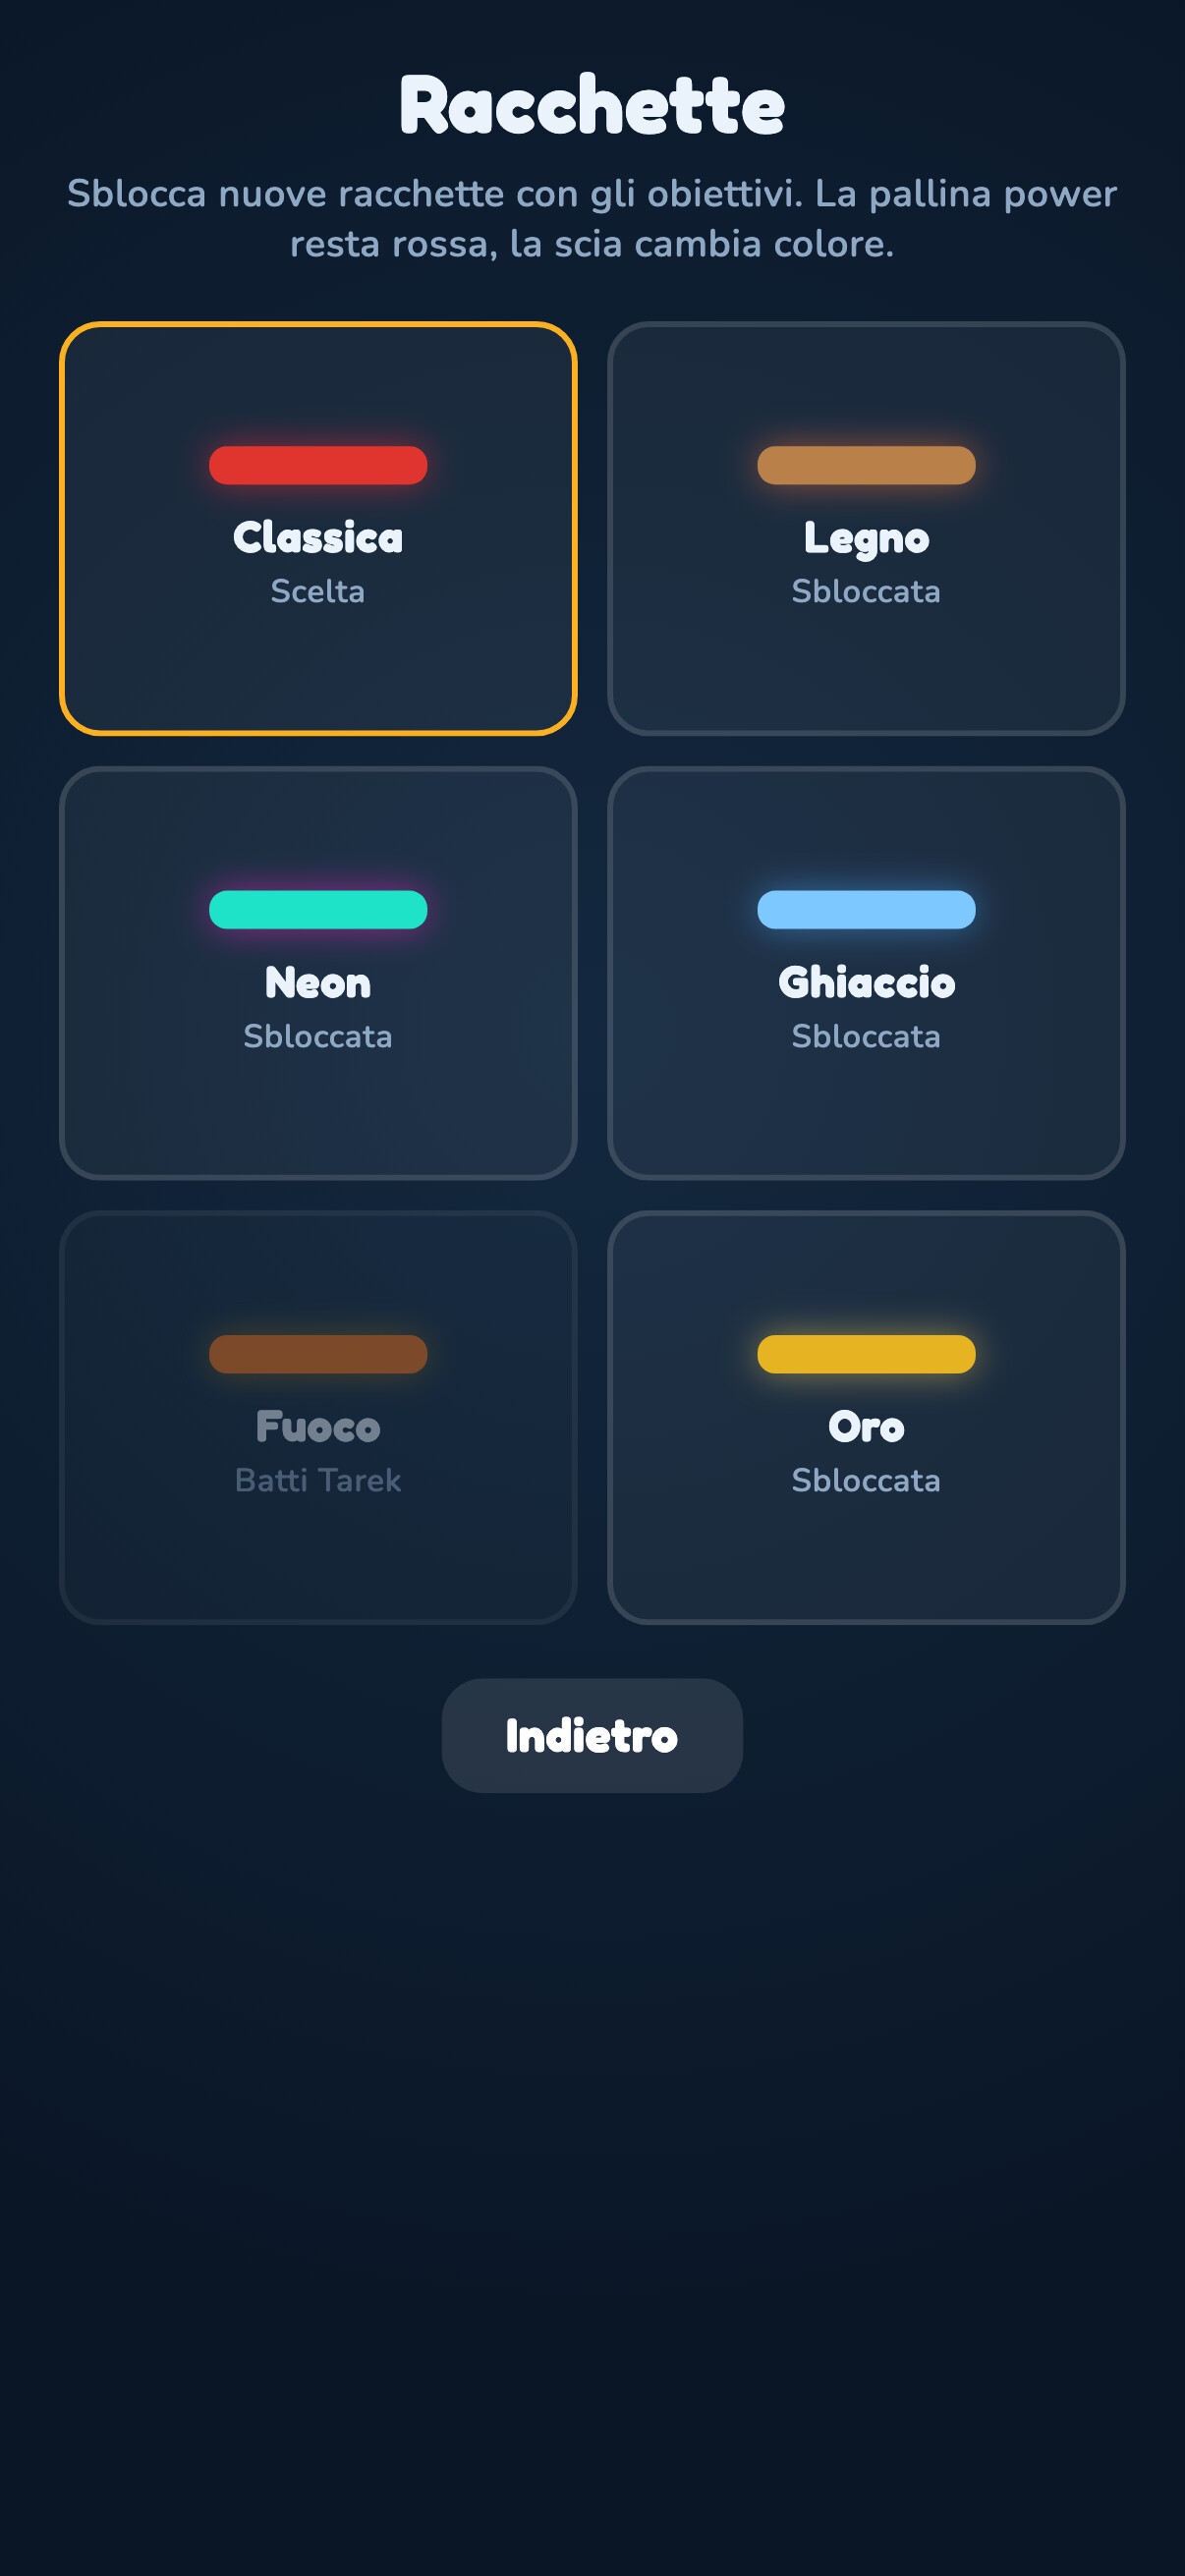 Racchette
Sblocca nuove racchette con gli obiettivi. La pallina power
resta rossa, la scia cambia colore.
Classica
Scelta
Legno
Sbloccata
Neon
Sbloccata
Ghiaccio
Sbloccata
Fuoco
Batti Tarek
Oro
Sbloccata
Indietro